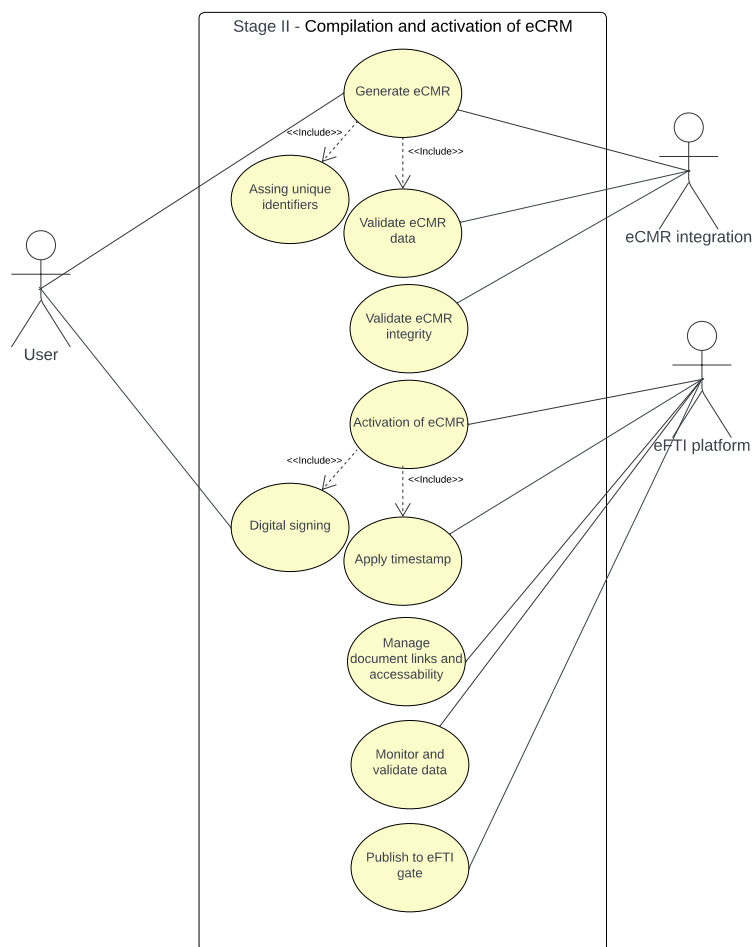 Stage II - Compilation and activation of eCRM
Generate eCMR
<<Include>>
<<Include>>
Assing unique
identifiers
Validate eCMR
data
eCMR integration
Validate eCMR
integrity
User
Activation of eCMR
eFTI platform
<<Include>>
<<Include>>
Digital signing
Apply timestamp
Manage
document links and
accessability
Monitor and
validate data
Publish to eFTI
gate